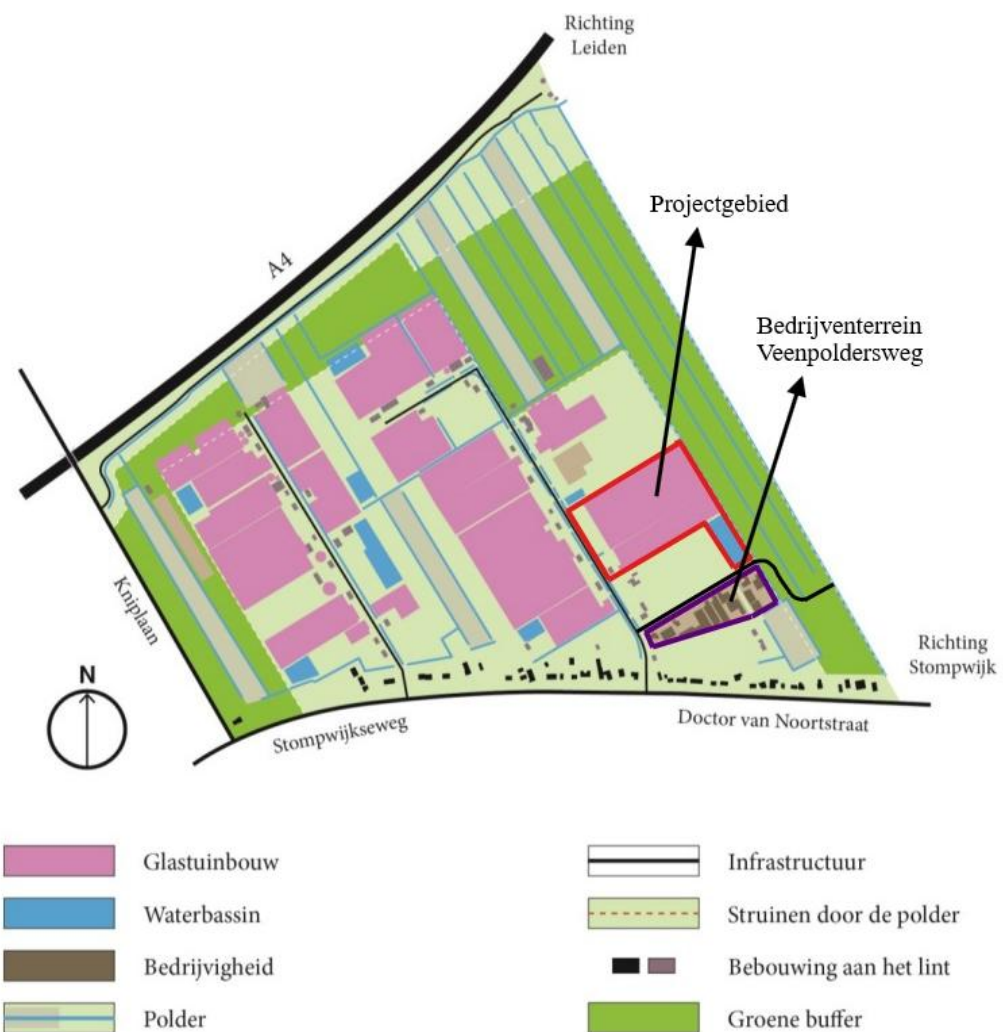 Richting
Leiden
Projectgebied
A4
Bedrijventerrein
Veenpoldersweg
Kniplaan
Richting
Stompwijk
N
Stompwijkseweg
Doctor van Noortstraat
Glastuinbouw
Infrastructuur
Waterbassin
Struinen door de polder
Bedrijvigheid
Bebouwing aan het lint
Polder
Groene buffer